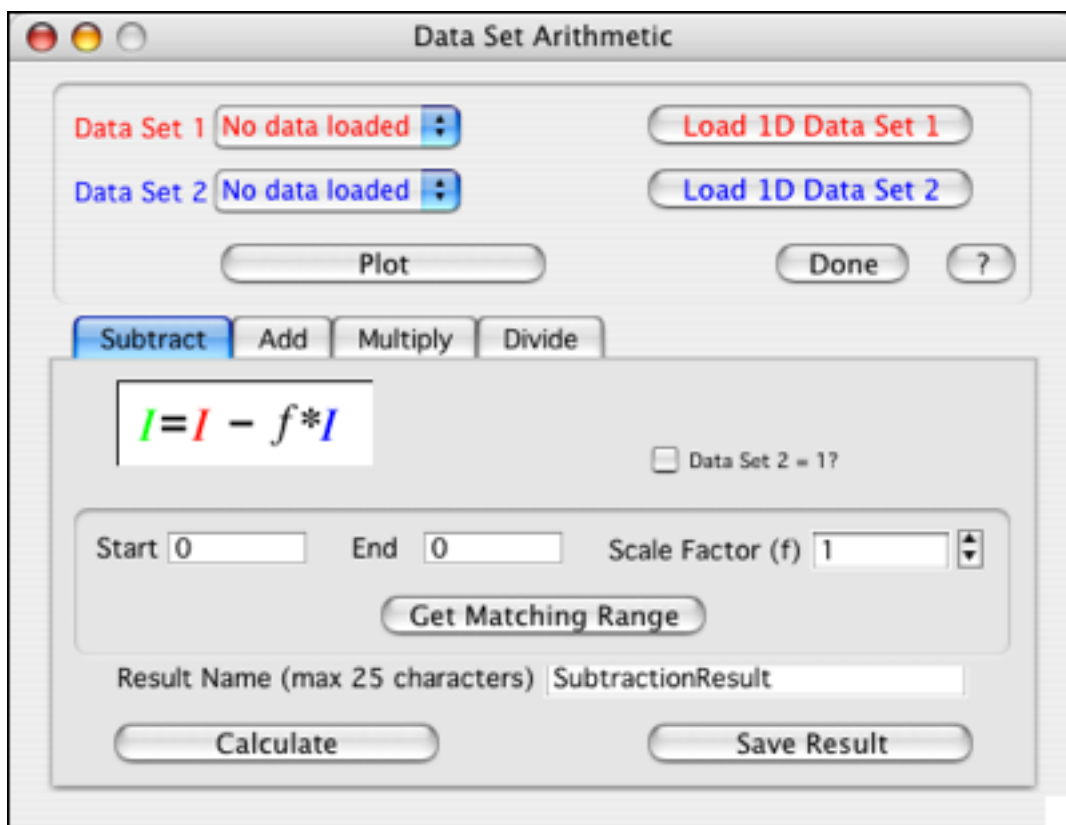 Data Set Arithmetic
Data Set 1 No data loaded Load 1D Data Set 1
Data Set 2 No data loaded Load 1D Data Set 2
Plot Done ?
Subtract Add Multiply Divide
I=I - f*I
Data Set 2 = 1?
Start 0 End 0 Scale Factor (f) 1
Get Matching Range
Result Name (max 25 characters) SubtractionResult
Calculate Save Result